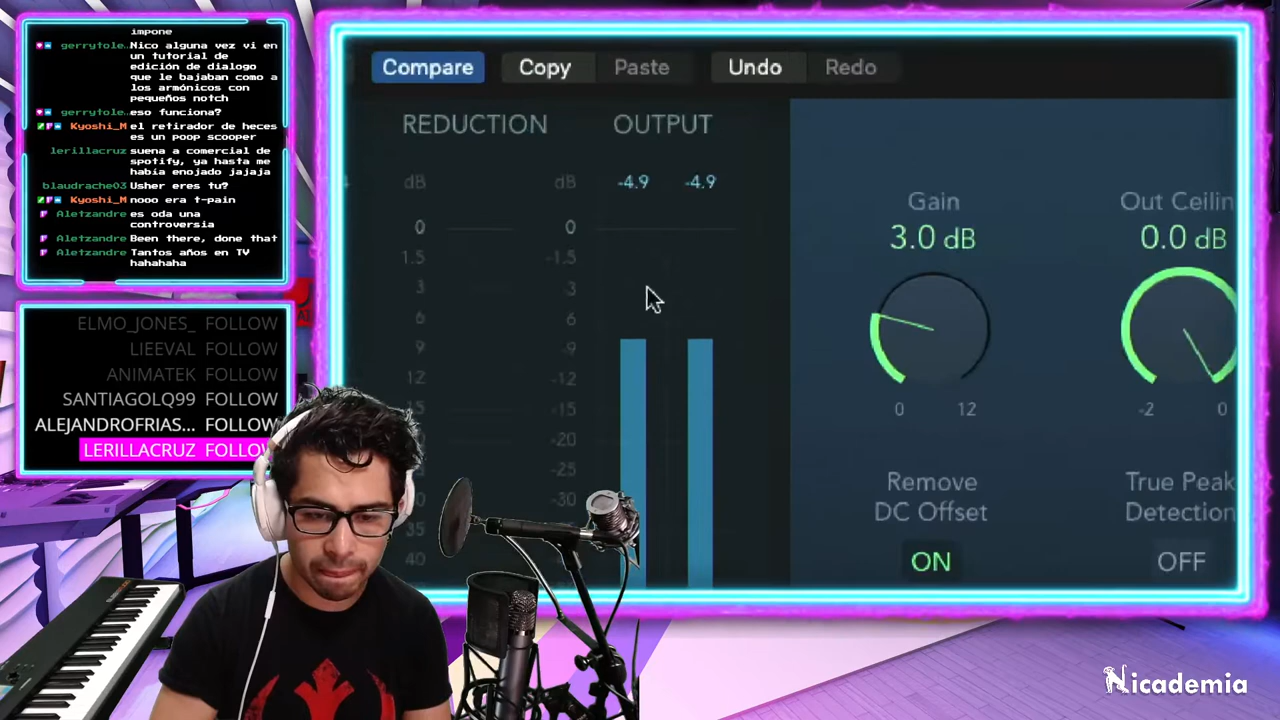 impone
gerrytole.. Nico alguna vez vi en
un tutorial de
edición de dialogo
que le bajaban como a
los armónicos con
pequeños notch
gerrytole.. eso funciona?
Kyoshi_M el retirador de heces
es un poop scooper
lerillacruz suena a comercial de
spotify, ya hasta me
había enojado jajaja
blaudrache03 Usher eres tu?
Kyoshi_M nooo era t-pain
Aletzandre es oda una
controversia
Aletzandre Been there, done that
Aletzandre Tantos años en TV
hahahaha
ELMO_JONES_ FOLLOW
LIEEVAL FOLLOW
ANIMATEK FOLLOW
SANTIAGOLQ99 FOLLOW
ALEJANDROFRIAS... FOLLOW
LERILLACRUZ FOLLOW
Compare Copy Paste Undo Redo
REDUCTION OUTPUT
dB dB -4.9 -4.9
0 0
1.5 -1.5
3 3
6 6
9 -9
12 -12
15 -15
-20
-25
-30
35
40
Gain
3.0 dB
0 12
Remove
DC Offset
ON
Out Ceilin
0.0 dB
-2 0
True Peak
Detection
OFF
Nicademia